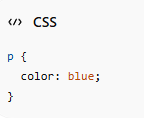 </> CSS
p {
  color: blue;
}